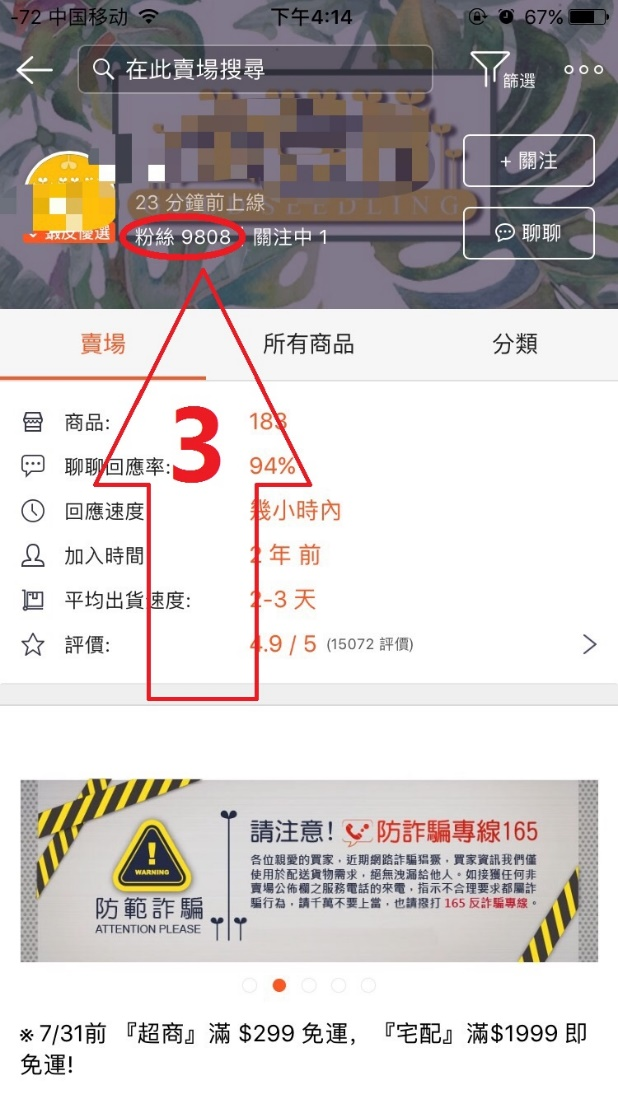 -72 中国移动 下午4:14 67%
在此賣場搜尋 篩選
+ 關注
23 分鐘前上線
SEEDLING
蝦皮優選
粉絲 9808 | 關注中 1
聊聊
賣場 所有商品 分類
3
商品: 183
聊聊回應率: 94%
回應速度 幾小時內
加入時間 2 年 前
平均出貨速度: 2-3 天
評價: 4.9 / 5 (15072 評價)
請注意! 防詐騙專線165
各位親愛的買家，近期網路詐騙猖獗，買家資訊我們僅
使用於配送貨物需求，絕無洩漏給他人。如接獲任何非
賣場公佈欄之服務電話的來電，指示不合理要求都屬詐
騙行為，請千萬不要上當，也請撥打 165 反詐騙專線。
WARNING
防範詐騙
ATTENTION PLEASE
※ 7/31前 『超商』滿 $299 免運，『宅配』滿$1999 即
免運!